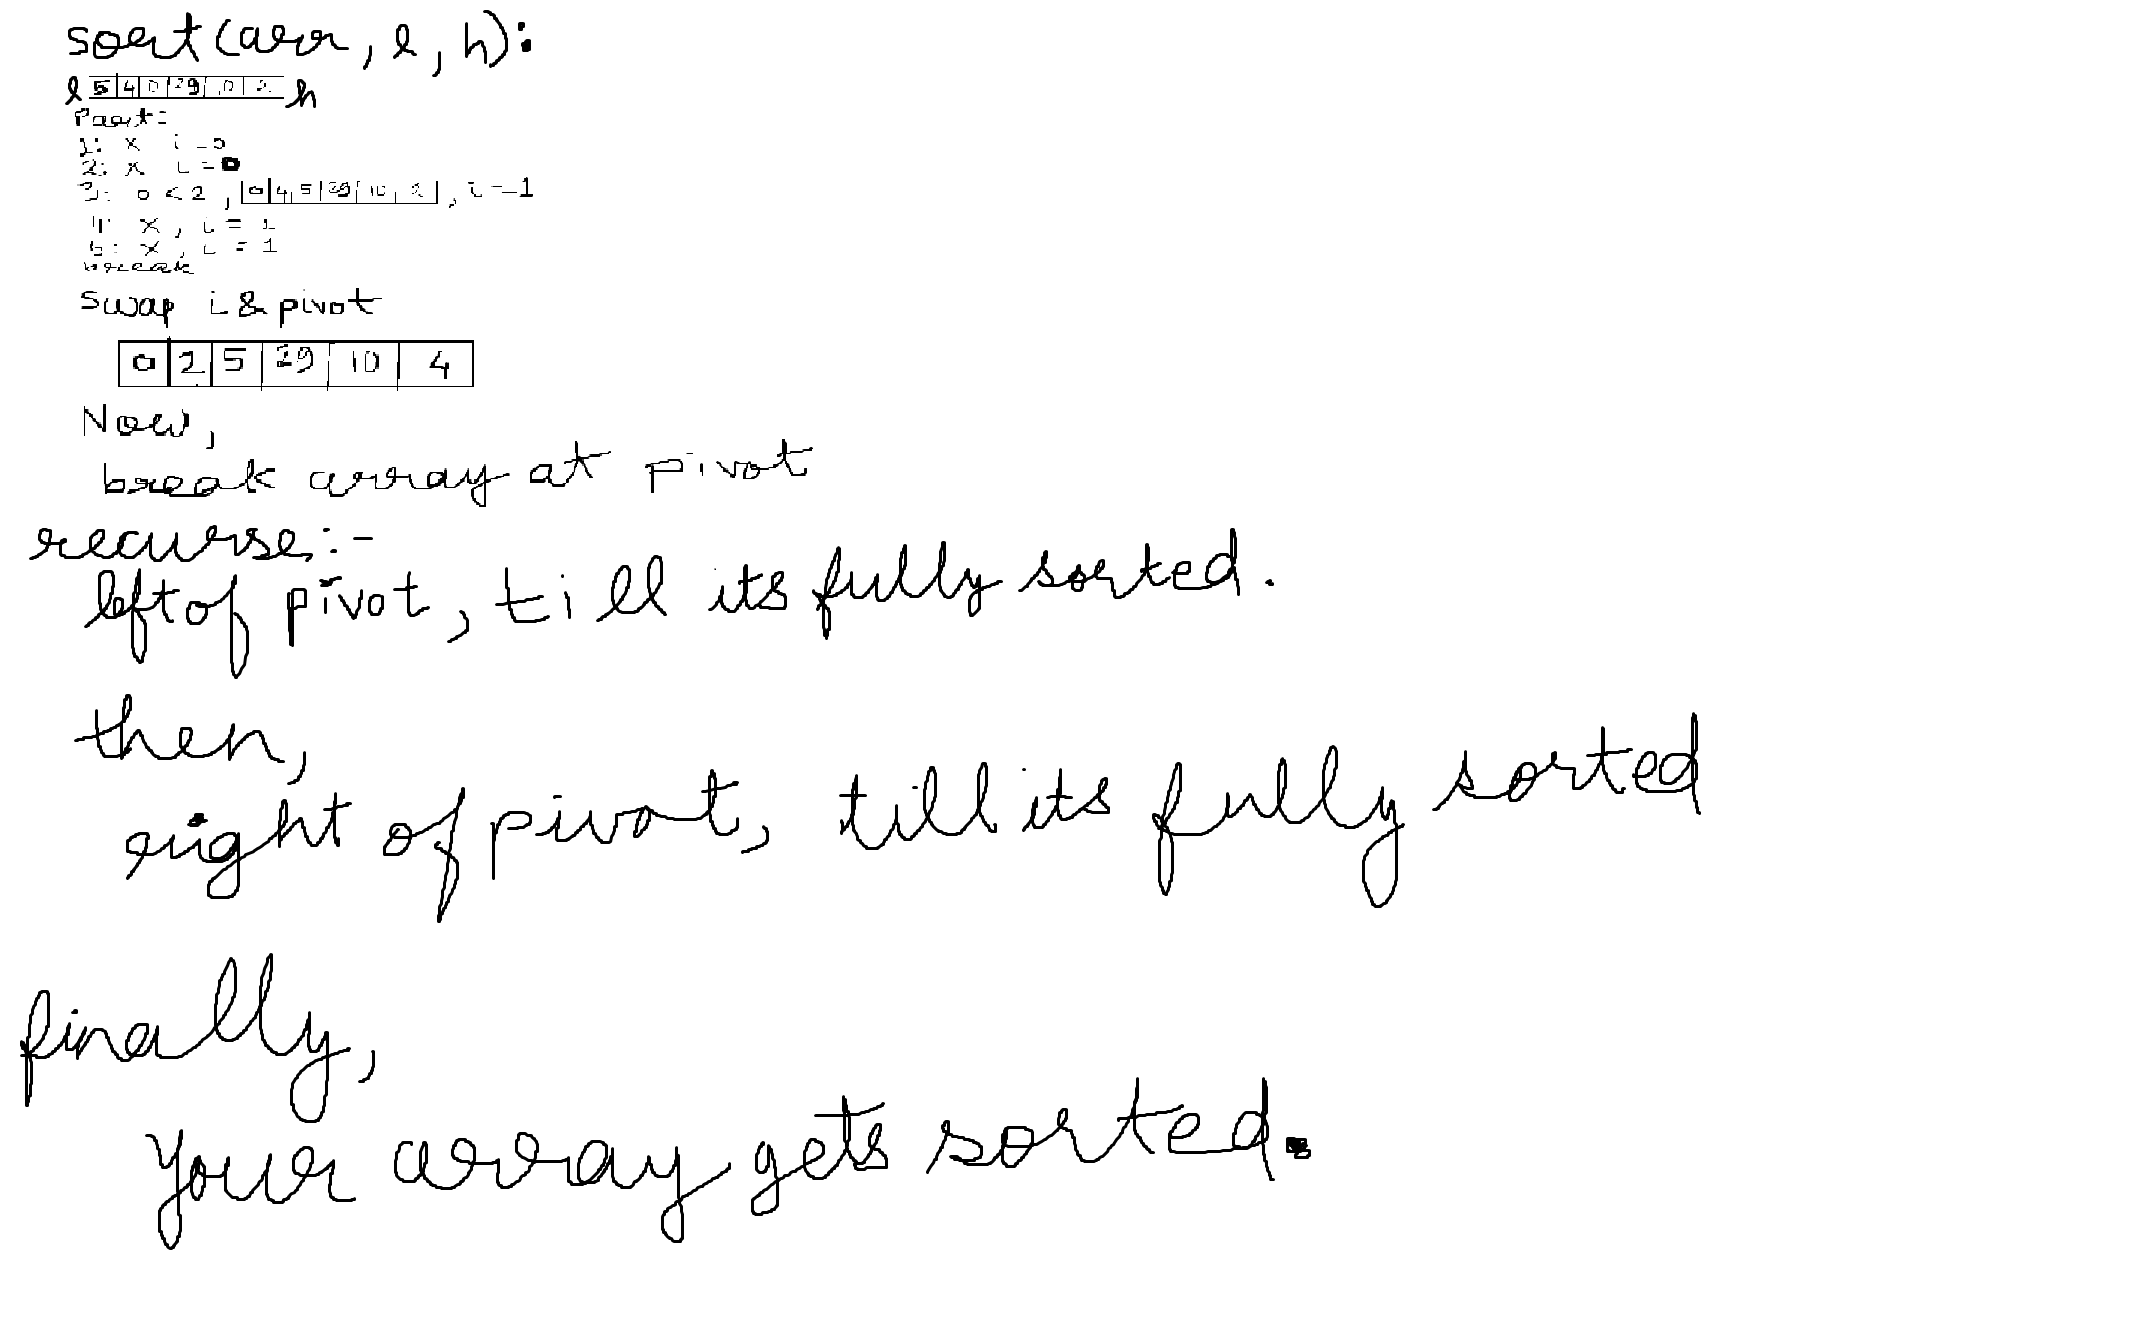 sort(arr, l, h):
l 5 4 0 29 10 2 h
Part:
1: x i=0
2: x i=0
3: 0<2, 0 4 5 29 10 2, i=1
4: x, i=1
5: x, i=1
break
Swap i & pivot
0 2 5 29 10 4
Now,
break array at pivot
recurse:-
left of pivot, till its fully sorted.
then,
right of pivot, till its fully sorted
finally,
Your array gets sorted.